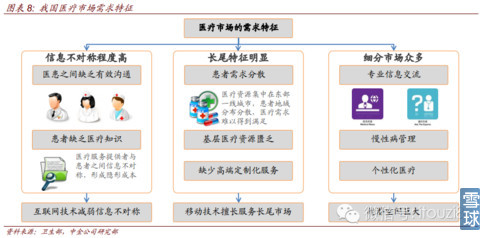 图表 8: 我国医疗市场需求特征
医疗市场的需求特征
信息不对称程度高
医患之间缺乏有效沟通
患者缺乏医疗知识
医疗服务提供者与
患者之间信息不对
称，形成隐形成本
互联网技术减弱信息不对称
长尾特征明显
患者需求分散
医疗资源集中在东部
一线城市，患者地域
分布分散，医疗需求
难以得到满足
基层医疗资源匮乏
缺少高端定制化服务
移动技术擅长服务长尾市场
细分市场众多
专业信息交流
慢性病管理
个性化医疗
雪球
资料来源：卫生部，中金公司研究部